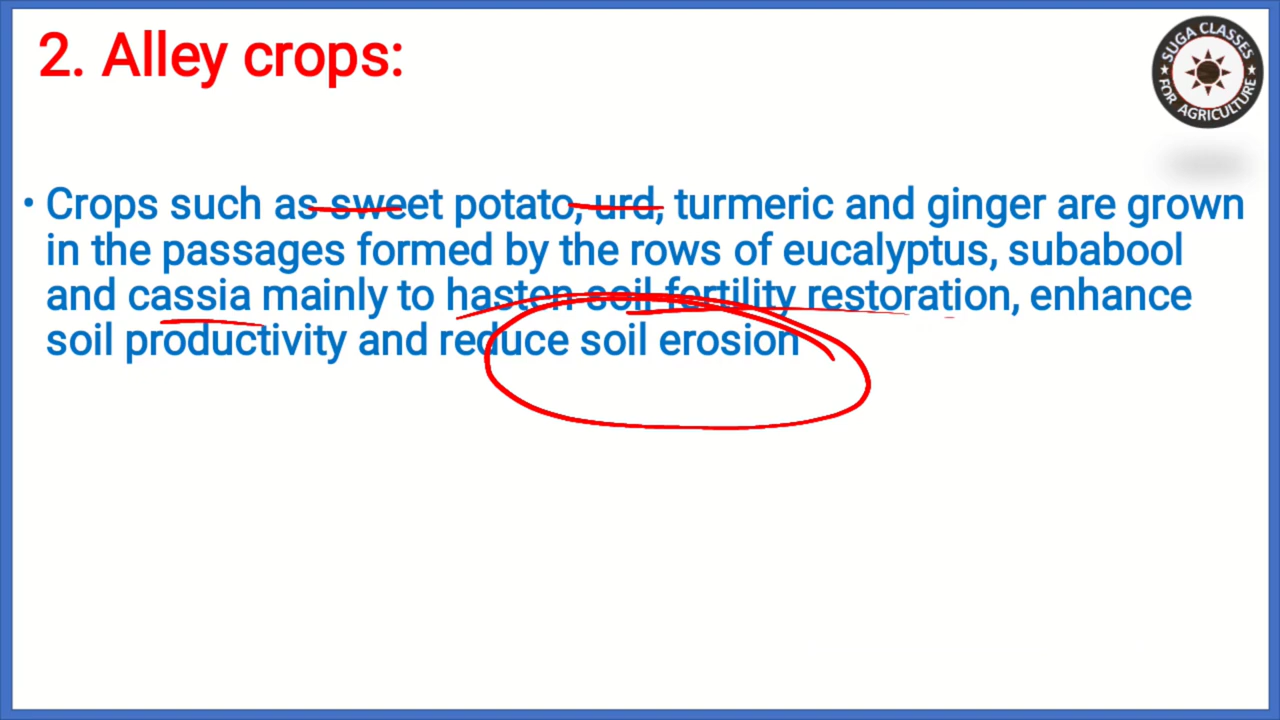 2. Alley crops:
SUGA CLASSES
FOR AGRICULTURE
• Crops such as sweet potato, urd, turmeric and ginger are grown
in the passages formed by the rows of eucalyptus, subabool
and cassia mainly to hasten soil fertility restoration, enhance
soil productivity and reduce soil erosion